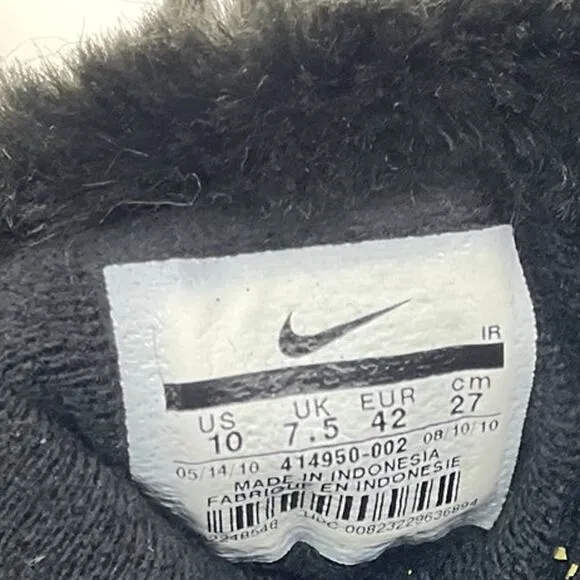 IR
US UK EUR cm
10 7.5 42 27
05/14/10 414950-002 08/10/10
MADE IN INDONESIA
FABRIQUE EN INDONESIE
UPC 00823229636894